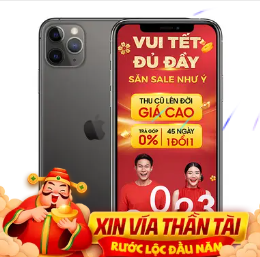 VUI TẾT
ĐỦ ĐẦY
SĂN SALE NHƯ Ý
THU CŨ LÊN ĐỜI
GIÁ CAO
TRẢ GÓP
0%
45 NGÀY
1 ĐỔI 1
XIN VÍA THẦN TÀI
RƯỚC LỘC ĐẦU NĂM